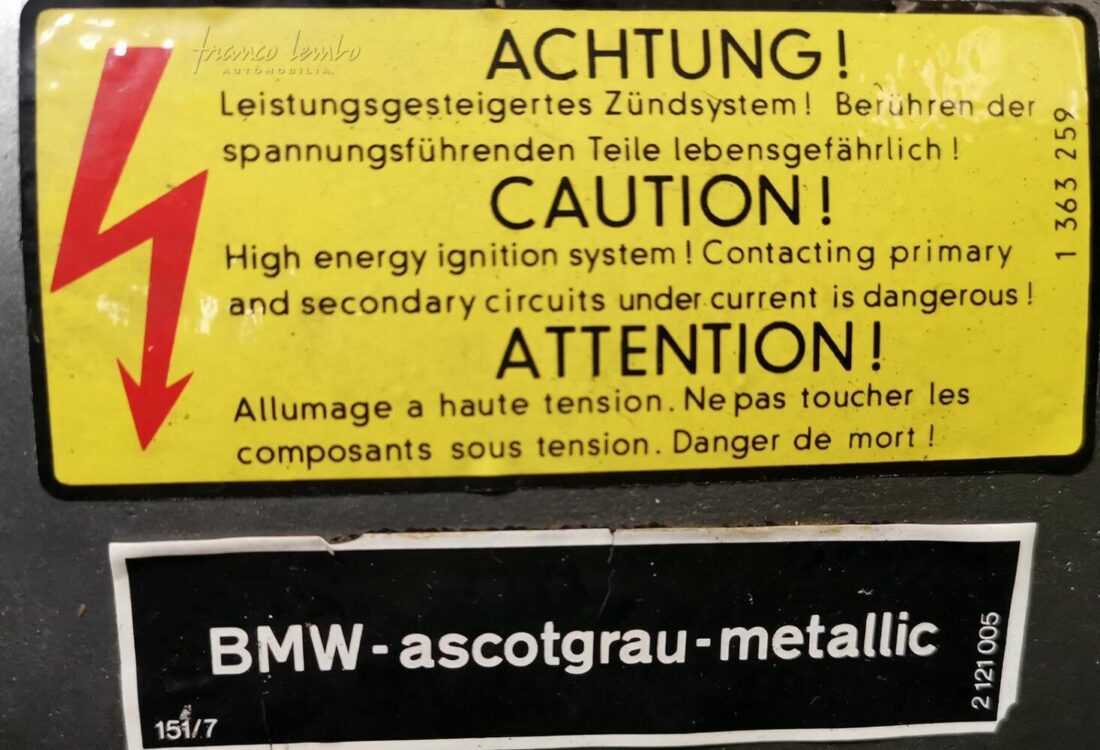 franco lembo
AUTOMOBILIA
ACHTUNG!
Leistungsgesteigertes Zündsystem! Berühren der
spannungsführenden Teile lebensgefährlich!
CAUTION!
High energy ignition system! Contacting primary
and secondary circuits under current is dangerous!
ATTENTION!
Allumage a haute tension. Ne pas toucher les
composants sous tension. Danger de mort!
1 363 259
BMW-ascotgrau-metallic
151/7
2 121 005